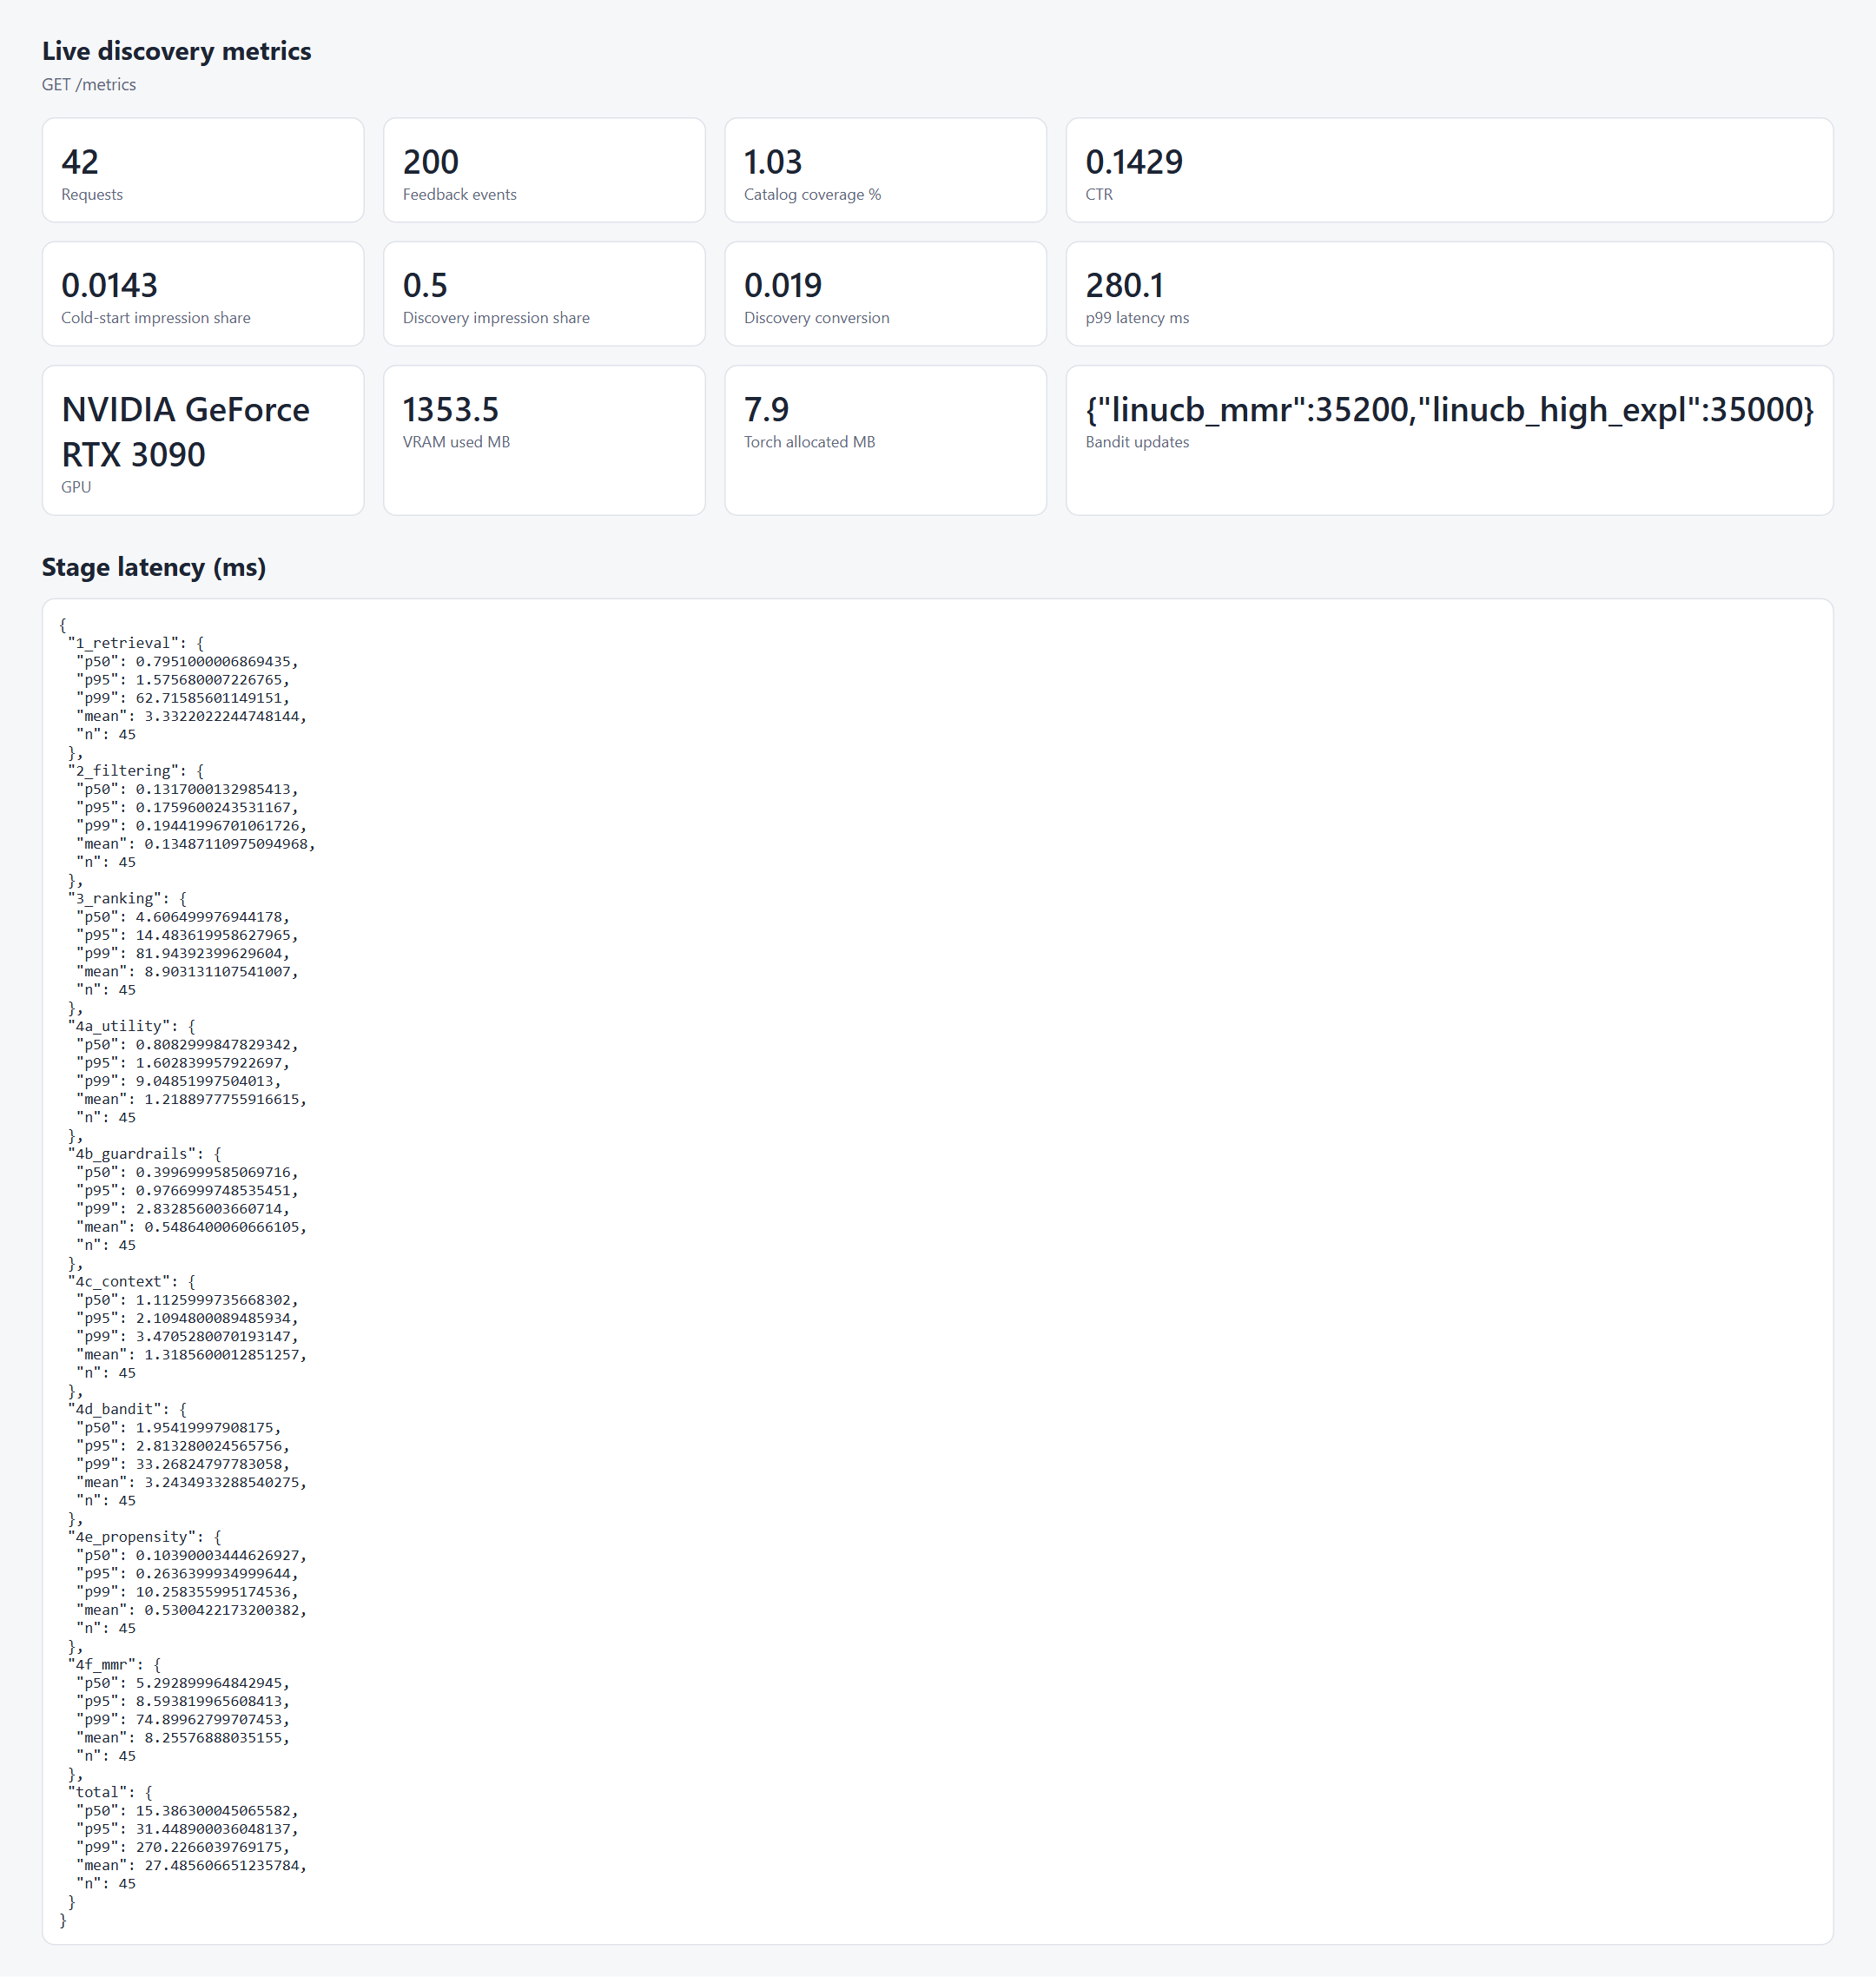 Live discovery metrics
GET /metrics
42
Requests
200
Feedback events
1.03
Catalog coverage %
0.1429
CTR
0.0143
Cold-start impression share
0.5
Discovery impression share
0.019
Discovery conversion
280.1
p99 latency ms
NVIDIA GeForce
RTX 3090
GPU
1353.5
VRAM used MB
7.9
Torch allocated MB
{"linucb_mmr":35200,"linucb_high_expl":35000}
Bandit updates
Stage latency (ms)
{
"1_retrieval": {
"p50": 0.7951000006869435,
"p95": 1.575680007226765,
"p99": 62.71585601149151,
"mean": 3.3322022244748144,
"n": 45
},
"2_filtering": {
"p50": 0.1317000132985413,
"p95": 0.1759600243531167,
"p99": 0.19441996701061726,
"mean": 0.13487110975094968,
"n": 45
},
"3_ranking": {
"p50": 4.606499976944178,
"p95": 14.483619958627965,
"p99": 81.94392399629604,
"mean": 8.903131107541007,
"n": 45
},
"4a_utility": {
"p50": 0.8082999847829342,
"p95": 1.602839957922697,
"p99": 9.04851997504013,
"mean": 1.2188977755916615,
"n": 45
},
"4b_guardrails": {
"p50": 0.3996999585069716,
"p95": 0.9766999748535451,
"p99": 2.832856003660714,
"mean": 0.5486400060666105,
"n": 45
},
"4c_context": {
"p50": 1.1125999735668302,
"p95": 2.1094800089485934,
"p99": 3.4705280070193147,
"mean": 1.3185600012851257,
"n": 45
},
"4d_bandit": {
"p50": 1.95419997908175,
"p95": 2.813280024565756,
"p99": 33.26824797783058,
"mean": 3.2434933288540275,
"n": 45
},
"4e_propensity": {
"p50": 0.10390003444626927,
"p95": 0.2636399934999644,
"p99": 10.258355995174536,
"mean": 0.5300422173200382,
"n": 45
},
"4f_mmr": {
"p50": 5.292899964842945,
"p95": 8.593819965608413,
"p99": 74.89962799707453,
"mean": 8.25576888035155,
"n": 45
},
"total": {
"p50": 15.386300045065582,
"p95": 31.448900036048137,
"p99": 270.2266039769175,
"mean": 27.485606651235784,
"n": 45
}
}